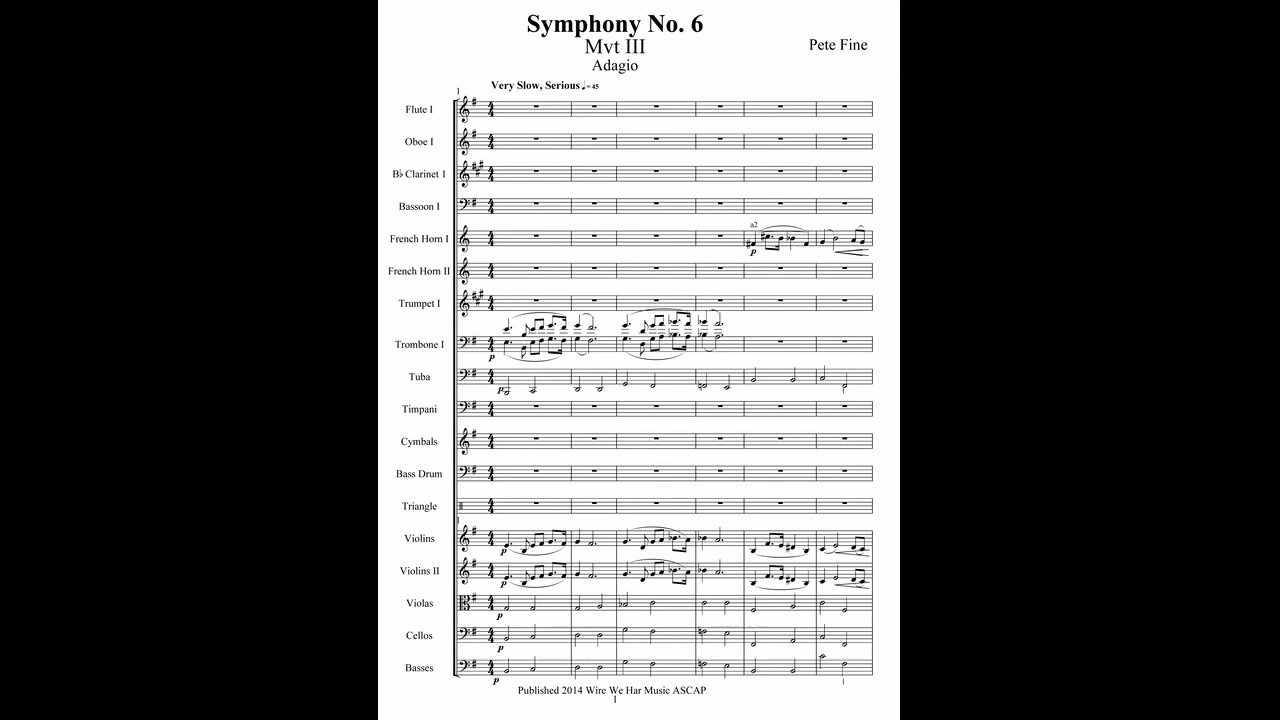 Symphony No. 6
Mvt III
Pete Fine
Adagio
Very Slow, Serious ♩= 45
1
Flute I
Oboe I
B♭ Clinet 1
Bassoon I
a2
French Horn I
p
French Horn II
Trumpet I
Trombone I
p
Tuba
p
Timpani
Cymbals
Bass Drum
Triangle
1
Violins
p
Violins II
p
Violas
p
Cellos
p
Basses
p
Published 2014 Wire We Har Music ASCAP
1